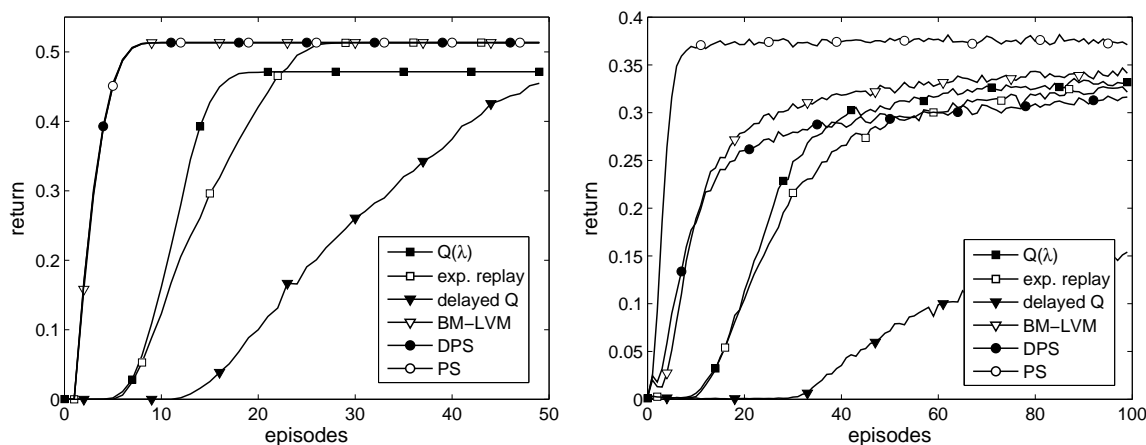 0.5
0.4
0.3
0.2
0.1
0
return
0
10
20
30
40
50
episodes
Q(λ)
exp. replay
delayed Q
BM−LVM
DPS
PS
0.4
0.35
0.3
0.25
0.2
0.15
0.1
0.05
0
return
0
20
40
60
80
100
episodes
Q(λ)
exp. replay
delayed Q
BM−LVM
DPS
PS